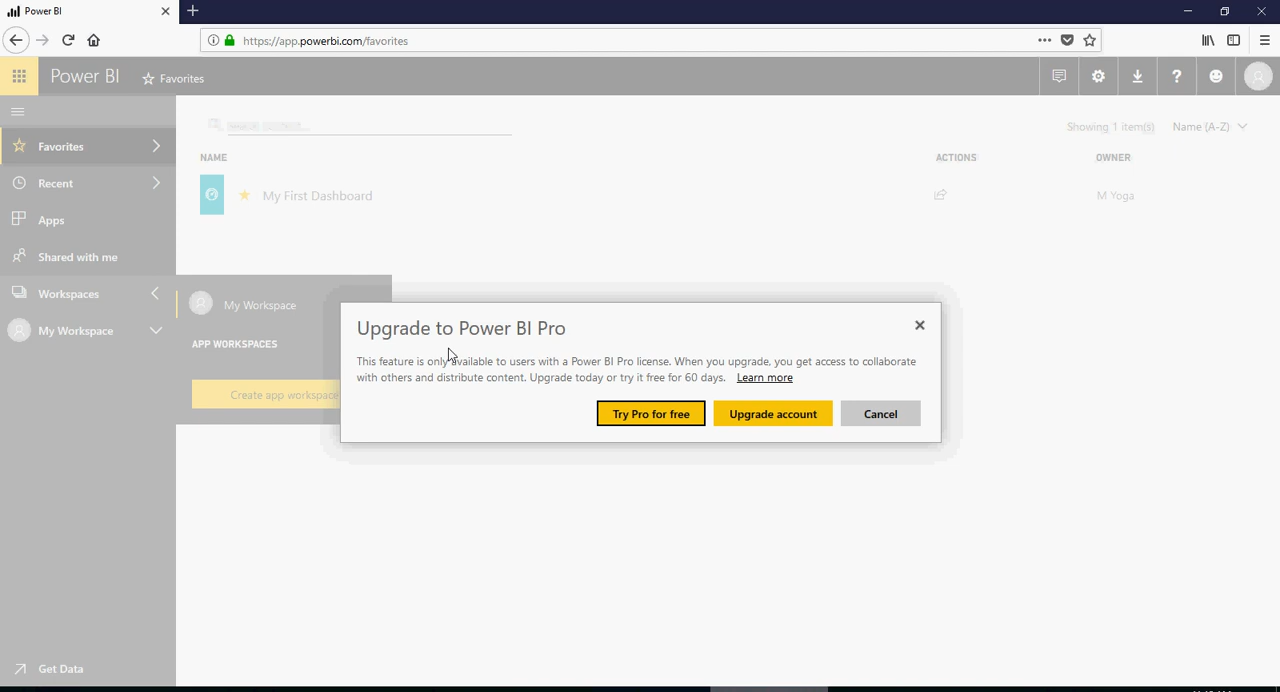 Power BI
https://app.powerbi.com/favorites
Power BI
Favorites
Favorites
Recent
Apps
Shared with me
Workspaces
My Workspace
Get Data
Showing 1 item(s)
Name (A-Z)
NAME
ACTIONS
OWNER
My First Dashboard
M Yoga
My Workspace
APP WORKSPACES
Create app workspace
Upgrade to Power BI Pro
This feature is only available to users with a Power BI Pro license. When you upgrade, you get access to collaborate
with others and distribute content. Upgrade today or try it free for 60 days. Learn more
Try Pro for free
Upgrade account
Cancel